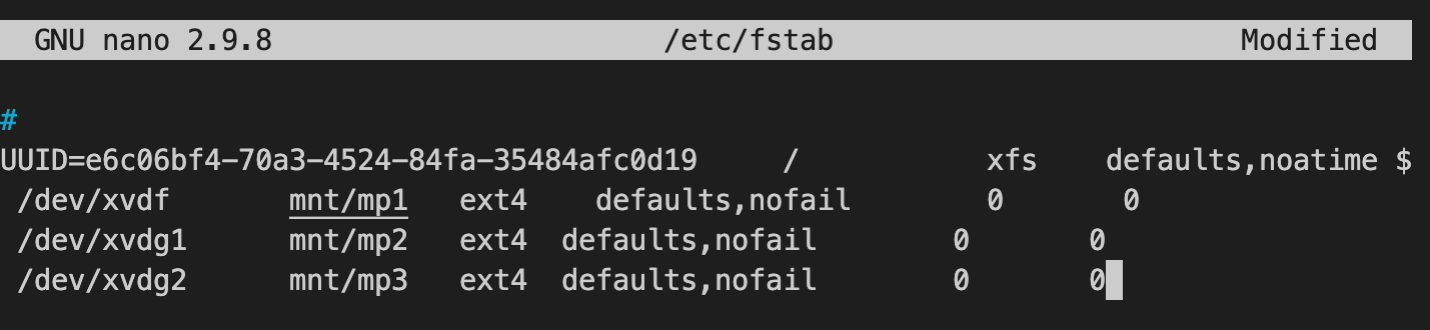 GNU nano 2.9.8 /etc/fstab Modified
#
UUID=e6c06bf4-70a3-4524-84fa-35484afc0d19 / xfs defaults,noatime $
/dev/xvdf mnt/mp1 ext4 defaults,nofail 0 0
/dev/xvdg1 mnt/mp2 ext4 defaults,nofail 0 0
/dev/xvdg2 mnt/mp3 ext4 defaults,nofail 0 0